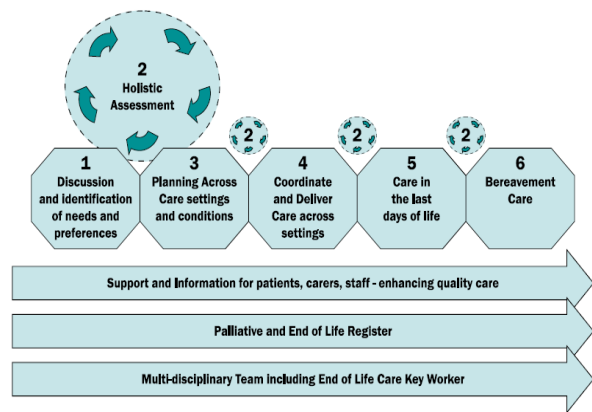 2
Holistic
Assessment
2
2
2
1
Discussion
and identification
of needs and
preferences
3
Planning Across
Care settings
and conditions
4
Coordinate
and Deliver
Care across
settings
5
Care in
the last
days of life
6
Bereavement
Care
Support and Information for patients, carers, staff - enhancing quality care
Palliative and End of Life Register
Multi-disciplinary Team including End of Life Care Key Worker